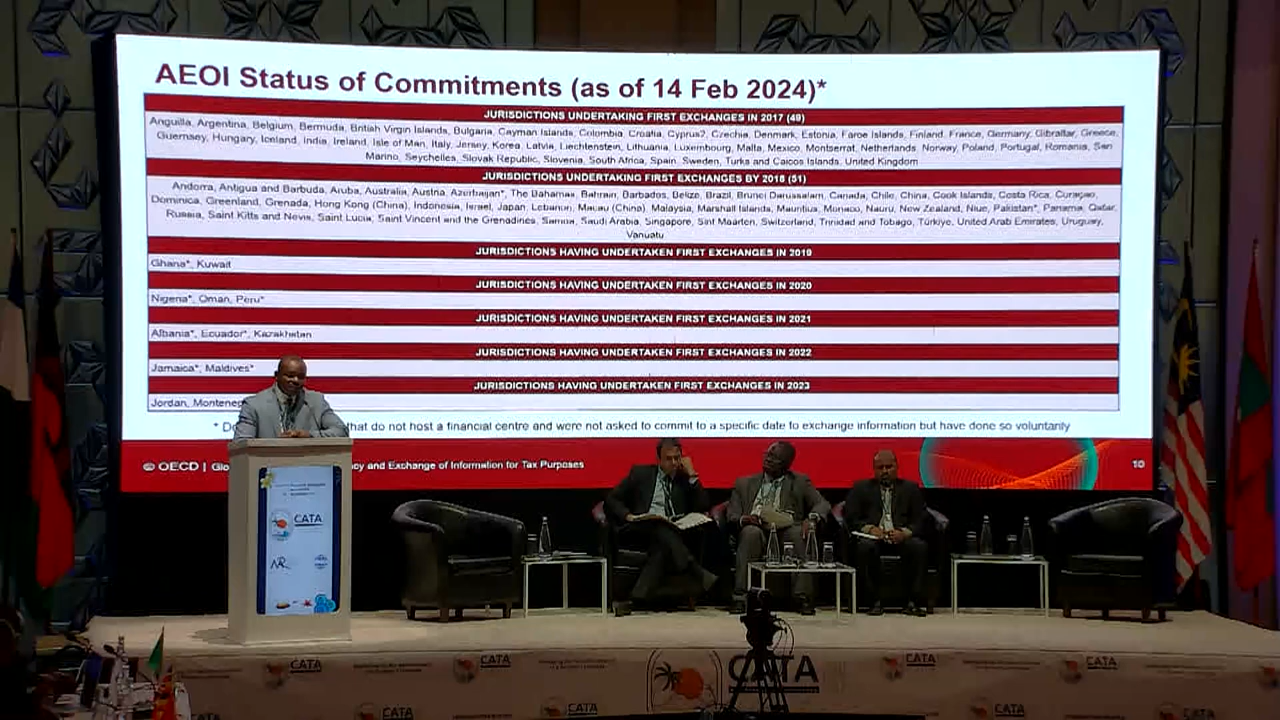 AEOI Status of Commitments (as of 14 Feb 2024)*
JURISDICTIONS UNDERTAKING FIRST EXCHANGES IN 2017 (49)
Anguilla, Argentina, Belgium, Bermuda, British Virgin Islands, Bulgaria, Cayman Islands, Colombia, Croatia, Cyprus2, Czechia, Denmark, Estonia, Faroe Islands, Finland, France, Germany, Gibraltar, Greece,
Guernsey, Hungary, Iceland, India, Ireland, Isle of Man, Italy, Jersey, Korea, Latvia, Liechtenstein, Lithuania, Luxembourg, Malta, Mexico, Montserrat, Netherlands, Norway, Poland, Portugal, Romania, San
Marino, Seychelles, Slovak Republic, Slovenia, South Africa, Spain, Sweden, Turks and Caicos Islands, United Kingdom
JURISDICTIONS UNDERTAKING FIRST EXCHANGES BY 2018 (51)
Andorra, Antigua and Barbuda, Aruba, Australia, Austria, Azerbaijan*, The Bahamas, Bahrain, Barbados, Belize, Brazil, Brunei Darussalam, Canada, Chile, China, Cook Islands, Costa Rica, Curaçao,
Dominica, Greenland, Grenada, Hong Kong (China), Indonesia, Israel, Japan, Lebanon, Macau (China), Malaysia, Marshall Islands, Mauritius, Monaco, Nauru, New Zealand, Niue, Pakistan*, Panama, Qatar,
Russia, Saint Kitts and Nevis, Saint Lucia, Saint Vincent and the Grenadines, Samoa, Saudi Arabia, Singapore, Sint Maarten, Switzerland, Trinidad and Tobago, Türkiye, United Arab Emirates, Uruguay,
Vanuatu
JURISDICTIONS HAVING UNDERTAKEN FIRST EXCHANGES IN 2019
Ghana*, Kuwait
JURISDICTIONS HAVING UNDERTAKEN FIRST EXCHANGES IN 2020
Nigeria*, Oman, Peru*
JURISDICTIONS HAVING UNDERTAKEN FIRST EXCHANGES IN 2021
Albania*, Ecuador*, Kazakhstan
JURISDICTIONS HAVING UNDERTAKEN FIRST EXCHANGES IN 2022
Jamaica*, Maldives*
JURISDICTIONS HAVING UNDERTAKEN FIRST EXCHANGES IN 2023
Jordan, Monteneg
* that do not host a financial centre and were not asked to commit to a specific date to exchange information but have done so voluntarily
© OECD | and Exchange of Information for Tax Purposes
10
CATA
CATA
CATA
CATA
CATA
CATA
CATA
CATA
CATA